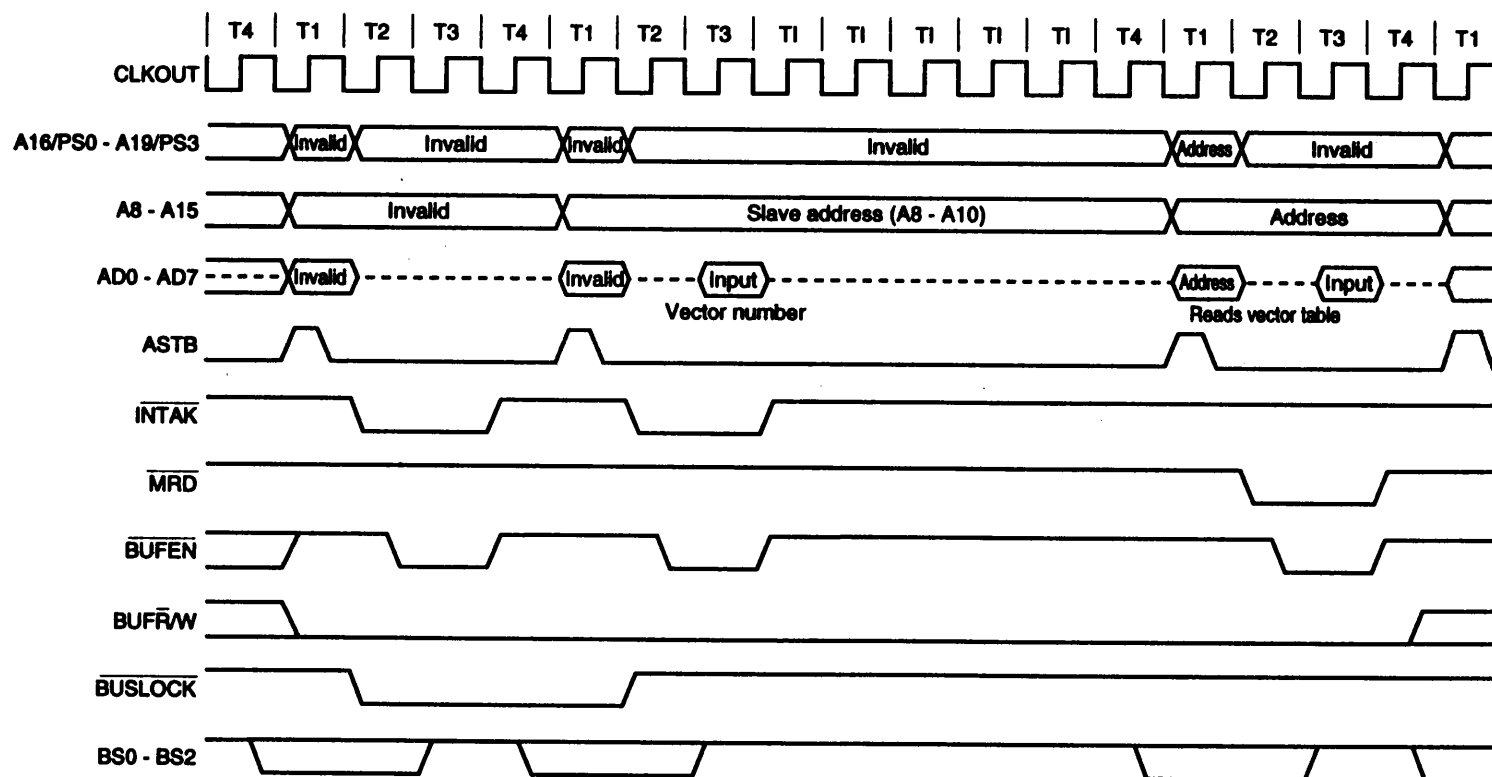 T4 T1 T2 T3 T4 T1 T2 T3 TI TI TI TI TI T4 T1 T2 T3 T4 T1
CLKOUT
A16/PS0 - A19/PS3 Invalid Invalid Invalid Invalid Address Invalid
A8 - A15 Invalid Slave address (A8 - A10) Address
AD0 - AD7 Invalid Invalid Input Address Input
Vector number Reads vector table
ASTB
INTAK
MRD
BUFEN
BUFR̅/W
BUSLOCK
BS0 - BS2